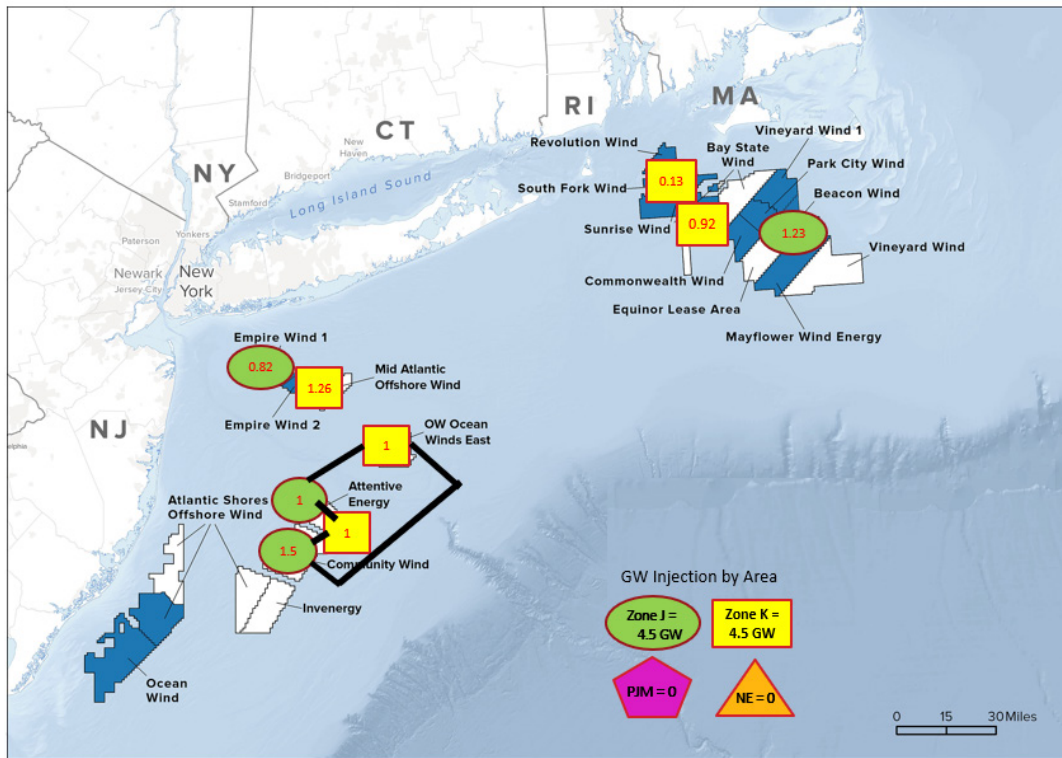 MA
RI
CT
NY
NJ
New
Haven
Bridgeport
Stamford
Long Island Sound
Yonkers
Paterson
Newark
Jersey City
New
York
elphia
Revolution Wind
South Fork Wind
Sunrise Wind
Bay State
Wind
Vineyard Wind 1
Park City Wind
Beacon Wind
Vineyard Wind
Commonwealth Wind
Equinor Lease Area
Mayflower Wind Energy
0.13
0.92
1.23
Empire Wind 1
0.82
1.26
Mid Atlantic
Offshore Wind
Empire Wind 2
OW Ocean
Winds East
1
Attentive
Energy
1
1
1.5
Community Wind
Atlantic Shores
Offshore Wind
Invenergy
Ocean
Wind
GW Injection by Area
Zone J =
4.5 GW
Zone K =
4.5 GW
PJM = 0
NE = 0
0 15 30 Miles